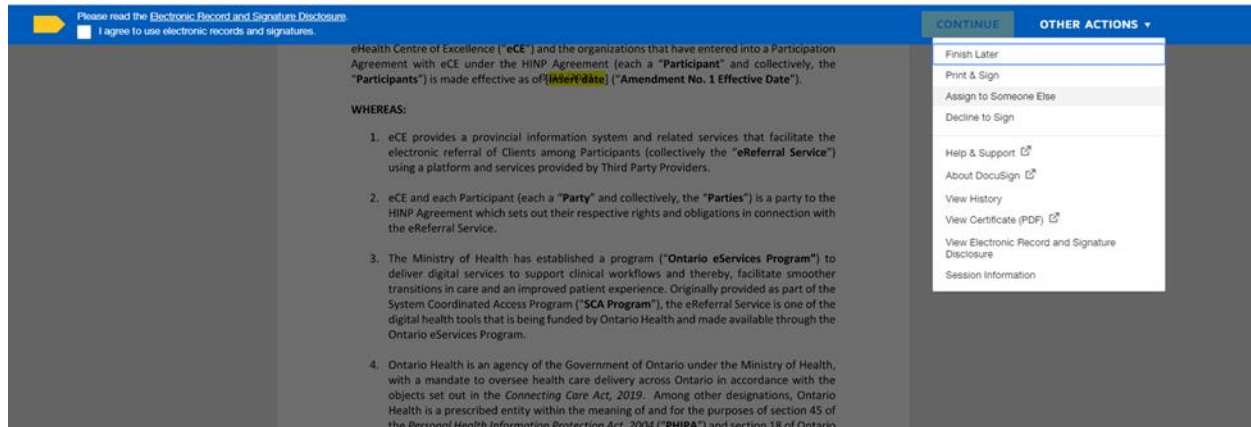 Please read the Electronic Record and Signature Disclosure.
I agree to use electronic records and signatures.
CONTINUE
OTHER ACTIONS
Finish Later
Print & Sign
Assign to Someone Else
Decline to Sign
Help & Support
About DocuSign
View History
View Certificate (PDF)
View Electronic Record and Signature
Disclosure
Session Information
eHealth Centre of Excellence ("eCE") and the organizations that have entered into a Participation
Agreement with eCE under the HINP Agreement (each a "Participant" and collectively, the
"Participants") is made effective as of [insert date] ("Amendment No. 1 Effective Date").
WHEREAS:
1. eCE provides a provincial information system and related services that facilitate the
electronic referral of Clients among Participants (collectively the "eReferral Service")
using a platform and services provided by Third Party Providers.
2. eCE and each Participant (each a "Party" and collectively, the "Parties") is a party to the
HINP Agreement which sets out their respective rights and obligations in connection with
the eReferral Service.
3. The Ministry of Health has established a program ("Ontario eServices Program") to
deliver digital services to support clinical workflows and thereby, facilitate smoother
transitions in care and an improved patient experience. Originally provided as part of the
System Coordinated Access Program ("SCA Program"), the eReferral Service is one of the
digital health tools that is being funded by Ontario Health and made available through the
Ontario eServices Program.
4. Ontario Health is an agency of the Government of Ontario under the Ministry of Health,
with a mandate to oversee health care delivery across Ontario in accordance with the
objects set out in the Connecting Care Act, 2019. Among other designations, Ontario
Health is a prescribed entity within the meaning of and for the purposes of section 45 of
the Personal Health Information Protection Act, 2004 ("PHIPA") and section 18 of Ontario